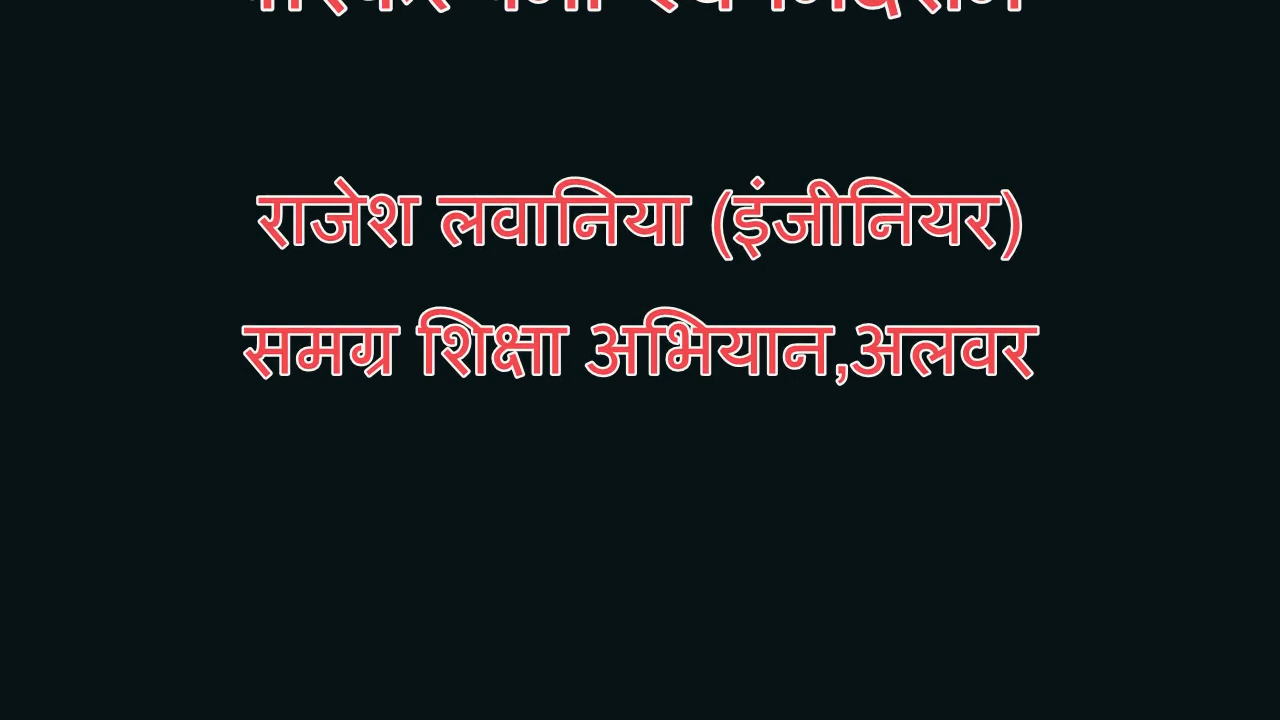 राजेश लवानिया (इंजीनियर)
समग्र शिक्षा अभियान,अलवर